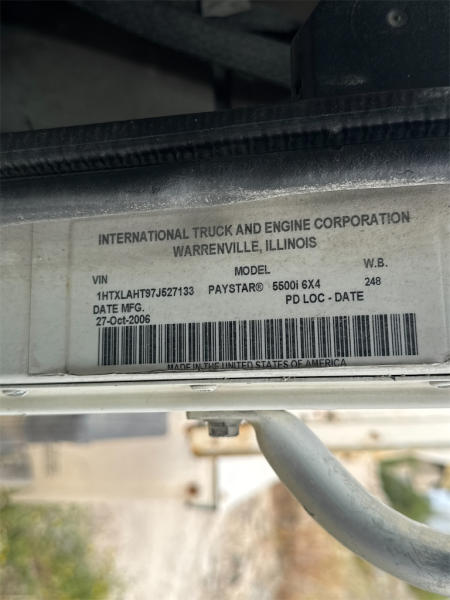 INTERNATIONAL TRUCK AND ENGINE CORPORATION
WARRENVILLE, ILLINOIS
VIN MODEL W.B.
1HTXLAHT97J527133 PAYSTAR® 5500i 6X4 248
DATE MFG. PD LOC - DATE
27-Oct-2006
MADE IN THE UNITED STATES OF AMERICA